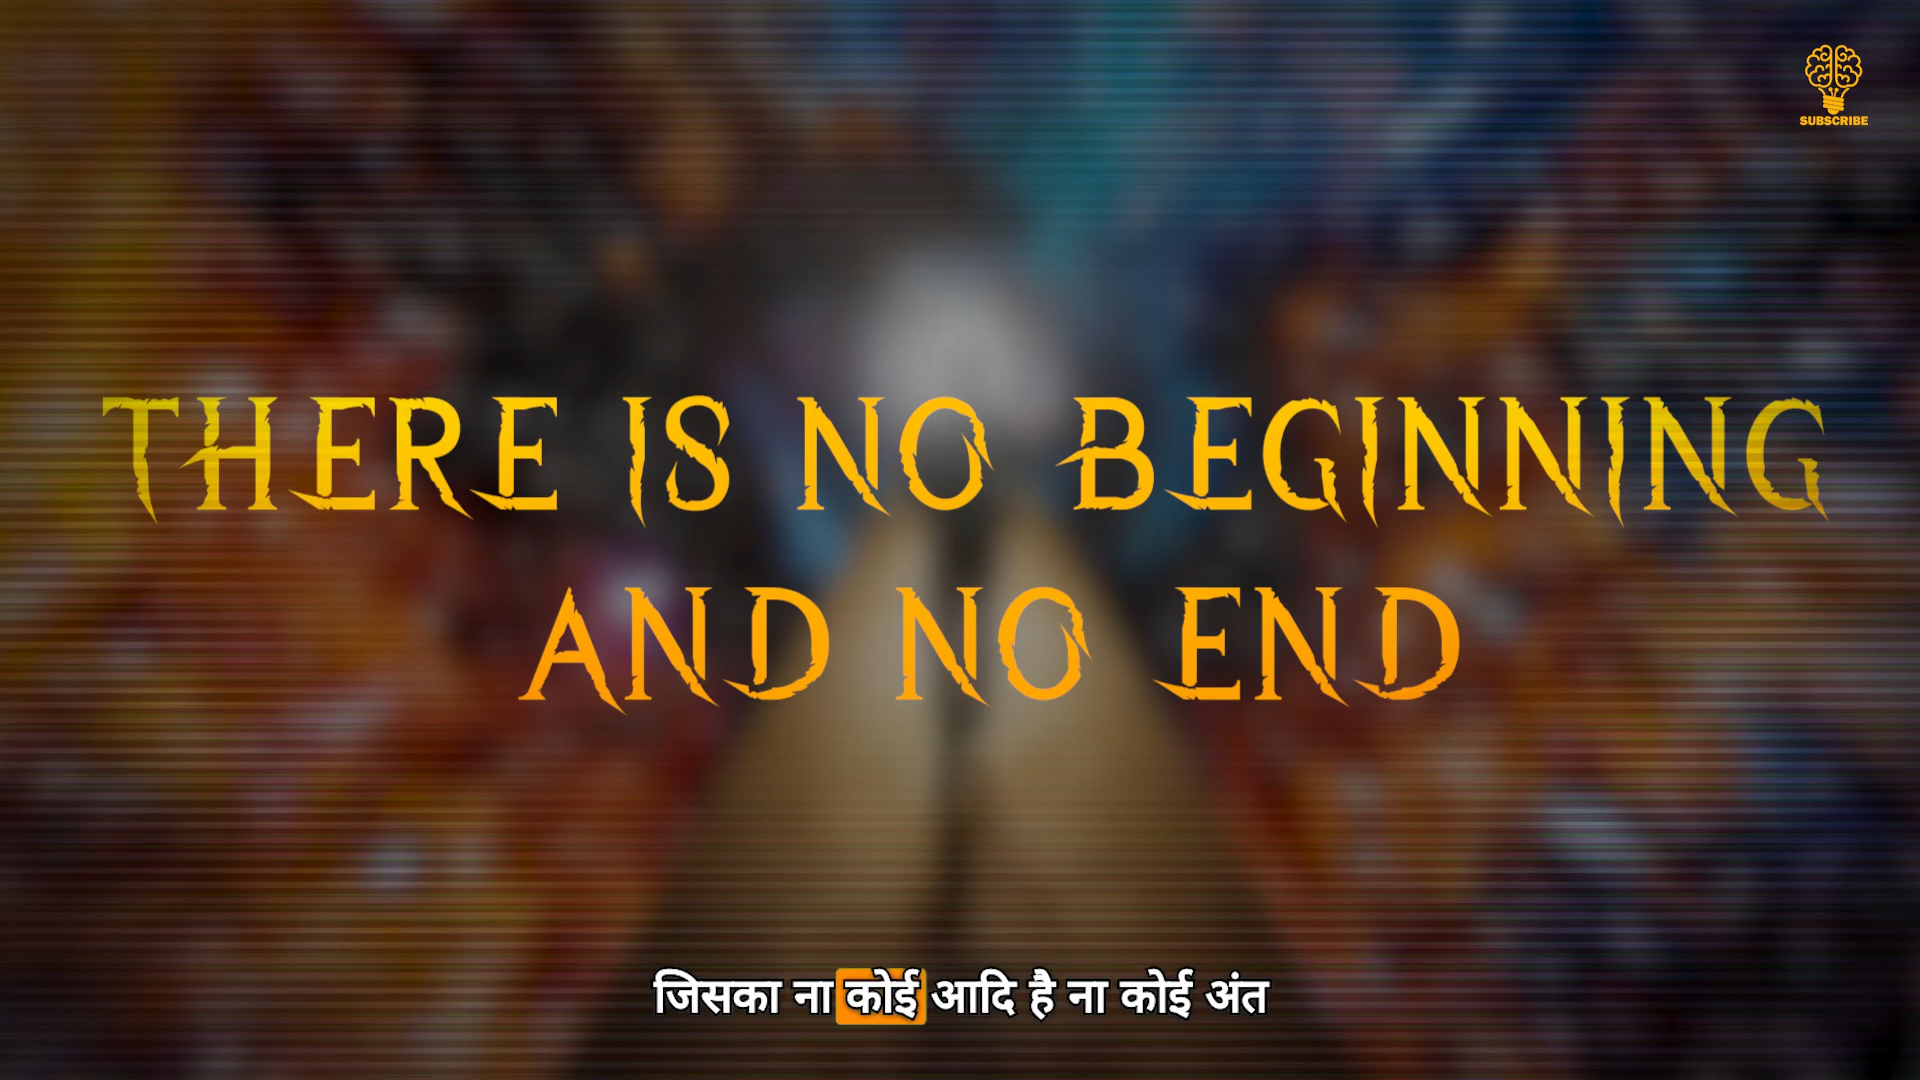 SUBSCRIBE
THERE IS NO BEGINNING
AND NO END
जिसका ना कोई आदि है ना कोई अंत